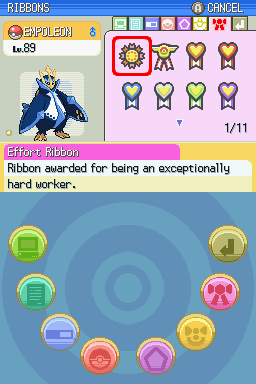 RIBBONS
A CANCEL
EMPOLEON ♂
Lv.89
1/11
Effort Ribbon
Ribbon awarded for being an exceptionally
hard worker.